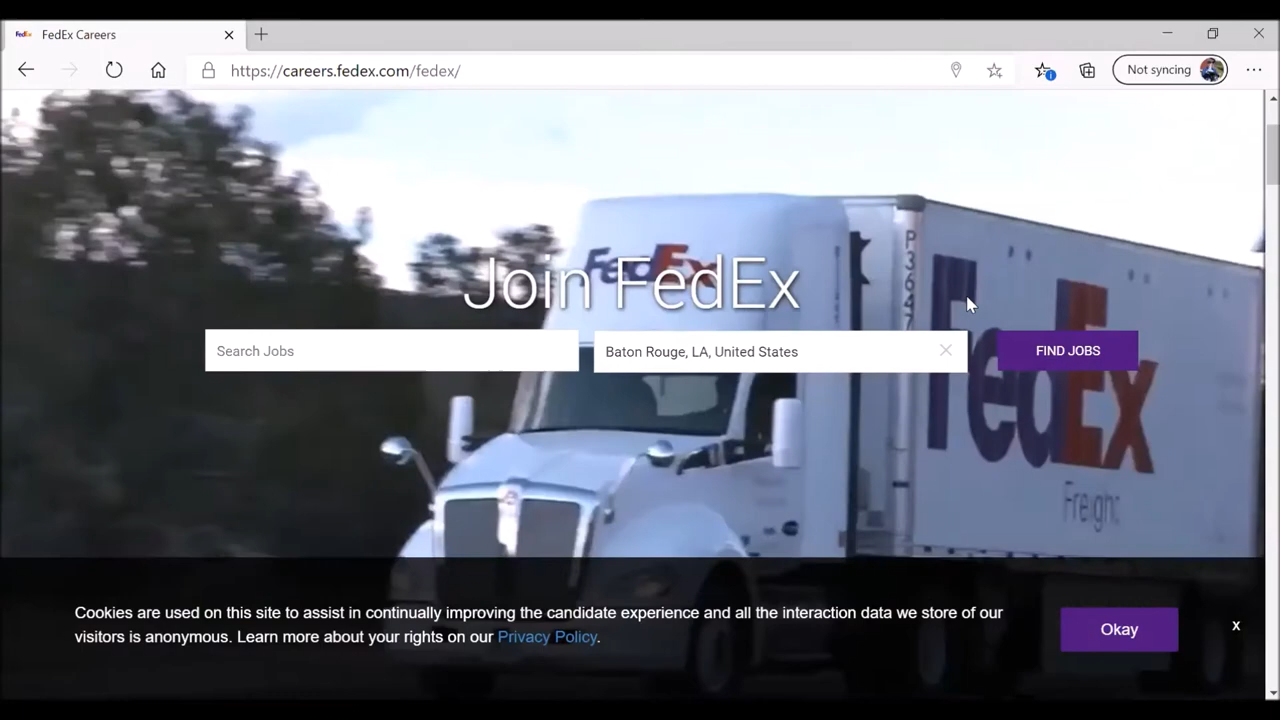 FedEx
FedEx Careers
https://careers.fedex.com/fedex/
Not syncing
FedEx
Join FedEx
Search Jobs
Baton Rouge, LA, United States
FIND JOBS
FedEx
Freight
Cookies are used on this site to assist in continually improving the candidate experience and all the interaction data we store of our
visitors is anonymous. Learn more about your rights on our Privacy Policy.
Okay
x